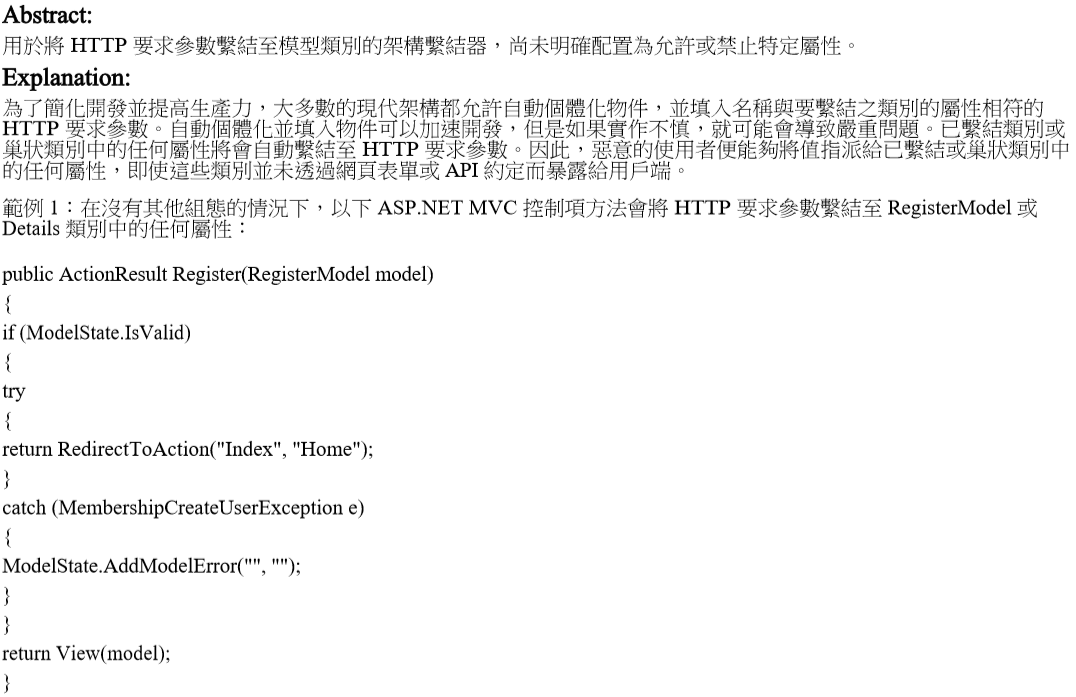 Abstract:
用於將 HTTP 要求參數繫結至模型類別的架構繫結器，尚未明確配置為允許或禁止特定屬性。
Explanation:
為了簡化開發並提高生產力，大多數的現代架構都允許自動個體化物件，並填入名稱與要繫結之類別的屬性相符的
HTTP 要求參數。自動個體化並填入物件可以加速開發，但是如果實作不慎，就可能會導致嚴重問題。已繫結類別或
巢狀類別中的任何屬性將會自動繫結至 HTTP 要求參數。因此，惡意的使用者便能夠將值指派給已繫結或巢狀類別中
的任何屬性，即使這些類別並未透過網頁表單或 API 約定而暴露給用戶端。
範例 1：在沒有其他組態的情況下，以下 ASP.NET MVC 控制項方法會將 HTTP 要求參數繫結至 RegisterModel 或
Details 類別中的任何屬性：
public ActionResult Register(RegisterModel model)
{
if (ModelState.IsValid)
{
try
{
return RedirectToAction("Index", "Home");
}
catch (MembershipCreateUserException e)
{
ModelState.AddModelError("", "");
}
}
return View(model);
}